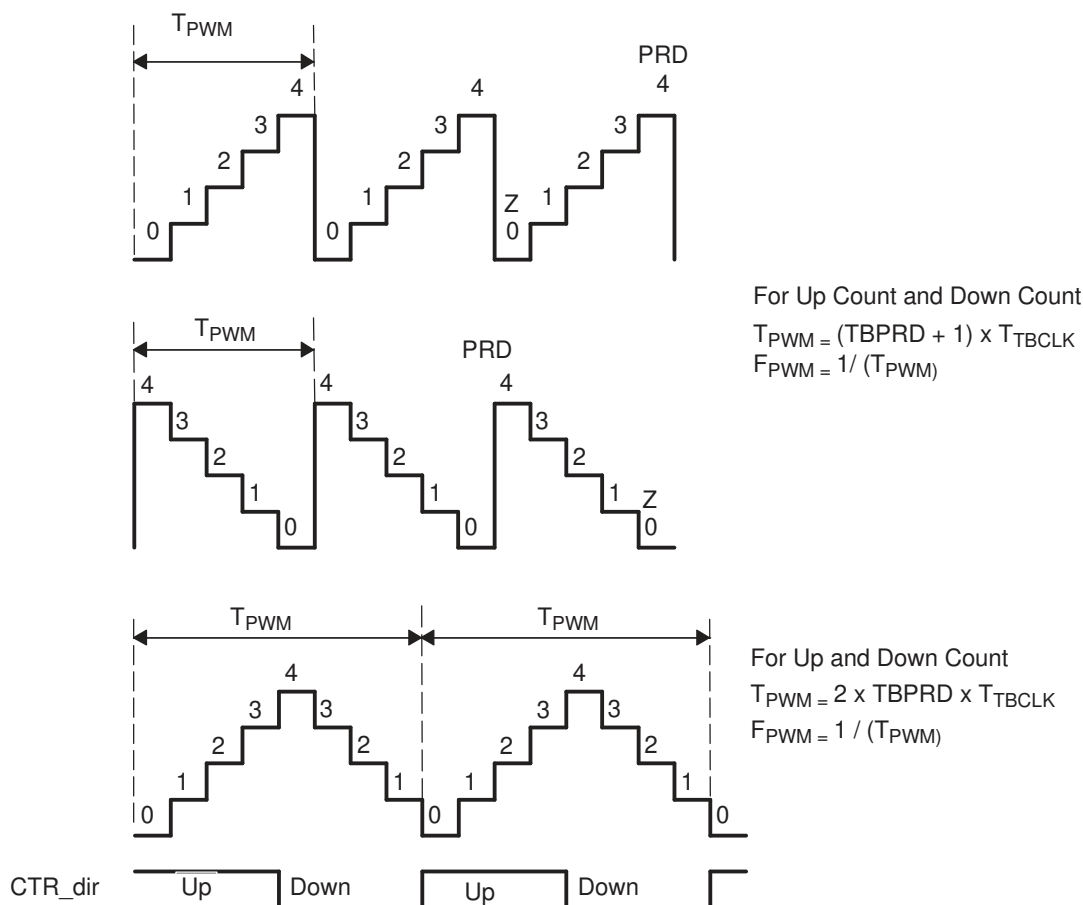 TPWM
PRD
4 4 4
3 3 3
2 2 2
1 1 Z 1
0 0 0
For Up Count and Down Count
TPWM = (TBPRD + 1) x TTBCLK
FPWM = 1/ (TPWM)
TPWM PRD
4 4 4
3 3 3
2 2 2
1 1 1 Z
0 0 0
TPWM TPWM
For Up and Down Count
TPWM = 2 x TBPRD x TTBCLK
FPWM = 1 / (TPWM)
4 4
3 3 3 3
2 2 2 2
1 1 1 1
0 0 0
CTR_dir Up Down Up Down